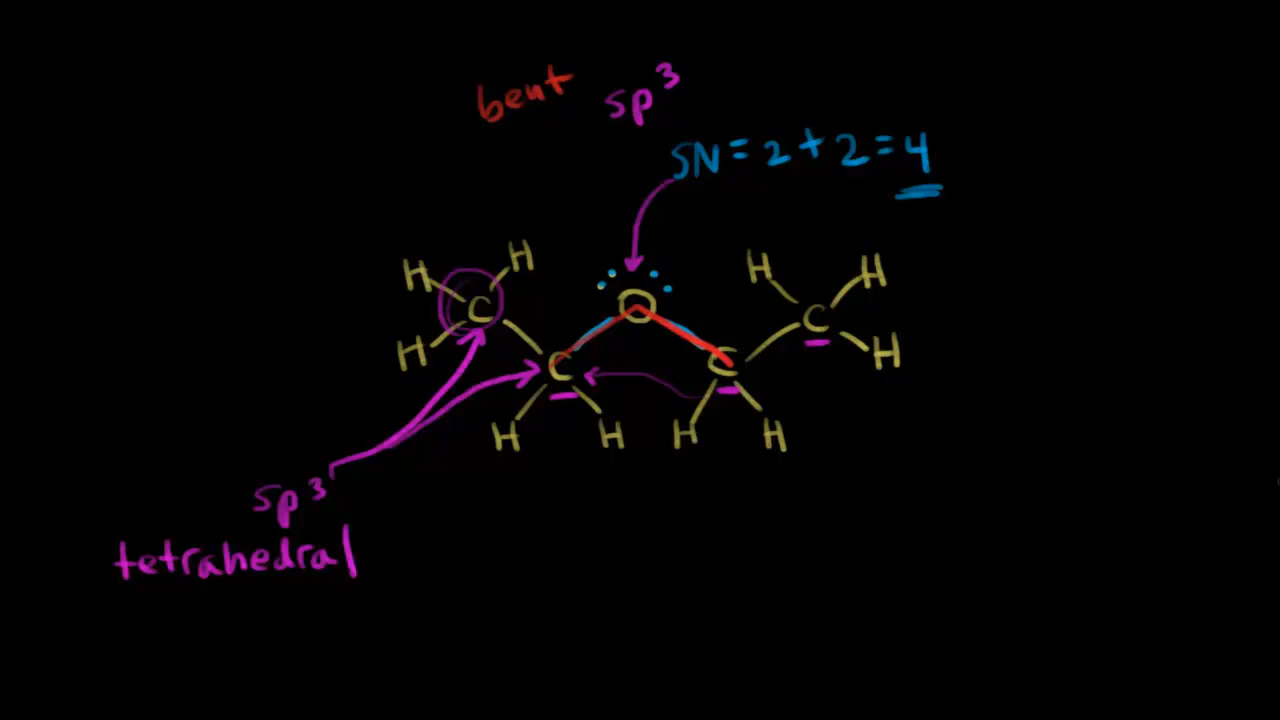 bent sp³
SN = 2 + 2 = 4
H H H H
C O C
H C C H
H H H H
sp³
tetrahedral